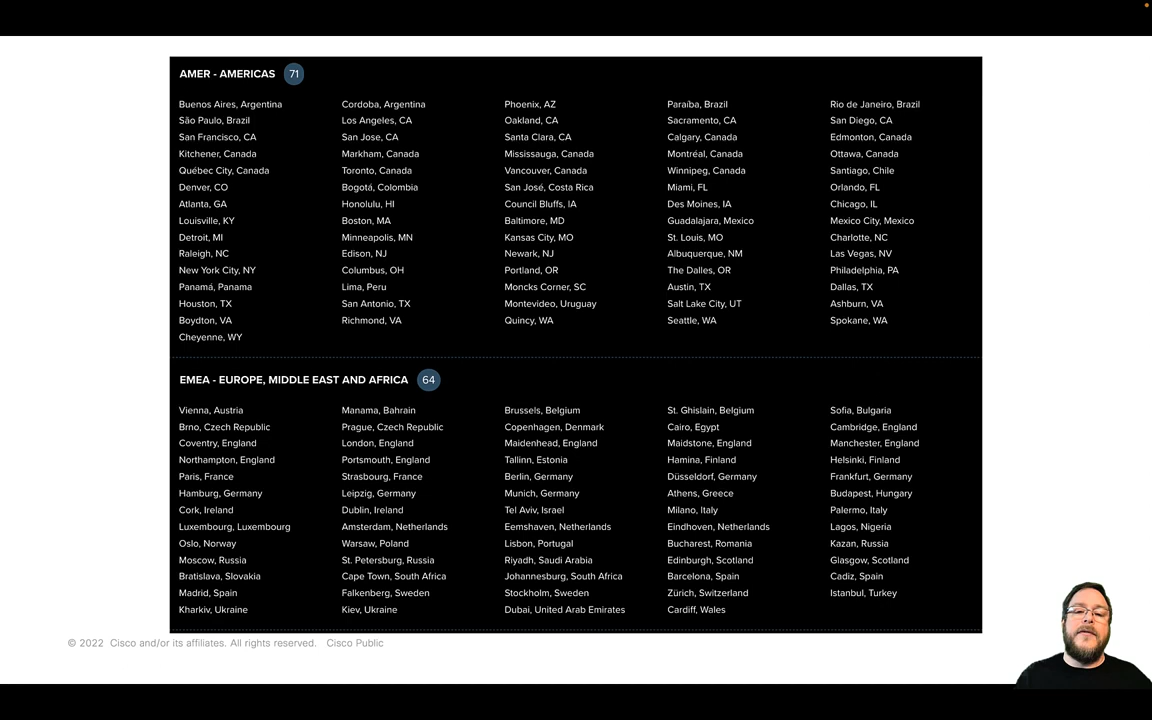 AMER - AMERICAS 71
Buenos Aires, Argentina Cordoba, Argentina Phoenix, AZ Paraíba, Brazil Rio de Janeiro, Brazil
São Paulo, Brazil Los Angeles, CA Oakland, CA Sacramento, CA San Diego, CA
San Francisco, CA San Jose, CA Santa Clara, CA Calgary, Canada Edmonton, Canada
Kitchener, Canada Markham, Canada Mississauga, Canada Montréal, Canada Ottawa, Canada
Québec City, Canada Toronto, Canada Vancouver, Canada Winnipeg, Canada Santiago, Chile
Denver, CO Bogotá, Colombia San José, Costa Rica Miami, FL Orlando, FL
Atlanta, GA Honolulu, HI Council Bluffs, IA Des Moines, IA Chicago, IL
Louisville, KY Boston, MA Baltimore, MD Guadalajara, Mexico Mexico City, Mexico
Detroit, MI Minneapolis, MN Kansas City, MO St. Louis, MO Charlotte, NC
Raleigh, NC Edison, NJ Newark, NJ Albuquerque, NM Las Vegas, NV
New York City, NY Columbus, OH Portland, OR The Dalles, OR Philadelphia, PA
Panamá, Panama Lima, Peru Moncks Corner, SC Austin, TX Dallas, TX
Houston, TX San Antonio, TX Montevideo, Uruguay Salt Lake City, UT Ashburn, VA
Boydton, VA Richmond, VA Quincy, WA Seattle, WA Spokane, WA
Cheyenne, WY
EMEA - EUROPE, MIDDLE EAST AND AFRICA 64
Vienna, Austria Manama, Bahrain Brussels, Belgium St. Ghislain, Belgium Sofia, Bulgaria
Brno, Czech Republic Prague, Czech Republic Copenhagen, Denmark Cairo, Egypt Cambridge, England
Coventry, England London, England Maidenhead, England Maidstone, England Manchester, England
Northampton, England Portsmouth, England Tallinn, Estonia Hamina, Finland Helsinki, Finland
Paris, France Strasbourg, France Berlin, Germany Düsseldorf, Germany Frankfurt, Germany
Hamburg, Germany Leipzig, Germany Munich, Germany Athens, Greece Budapest, Hungary
Cork, Ireland Dublin, Ireland Tel Aviv, Israel Milano, Italy Palermo, Italy
Luxembourg, Luxembourg Amsterdam, Netherlands Eemshaven, Netherlands Eindhoven, Netherlands Lagos, Nigeria
Oslo, Norway Warsaw, Poland Lisbon, Portugal Bucharest, Romania Kazan, Russia
Moscow, Russia St. Petersburg, Russia Riyadh, Saudi Arabia Edinburgh, Scotland Glasgow, Scotland
Bratislava, Slovakia Cape Town, South Africa Johannesburg, South Africa Barcelona, Spain Cadiz, Spain
Madrid, Spain Falkenberg, Sweden Stockholm, Sweden Zürich, Switzerland Istanbul, Turkey
Kharkiv, Ukraine Kiev, Ukraine Dubai, United Arab Emirates Cardiff, Wales
© 2022 Cisco and/or its affiliates. All rights reserved. Cisco Public